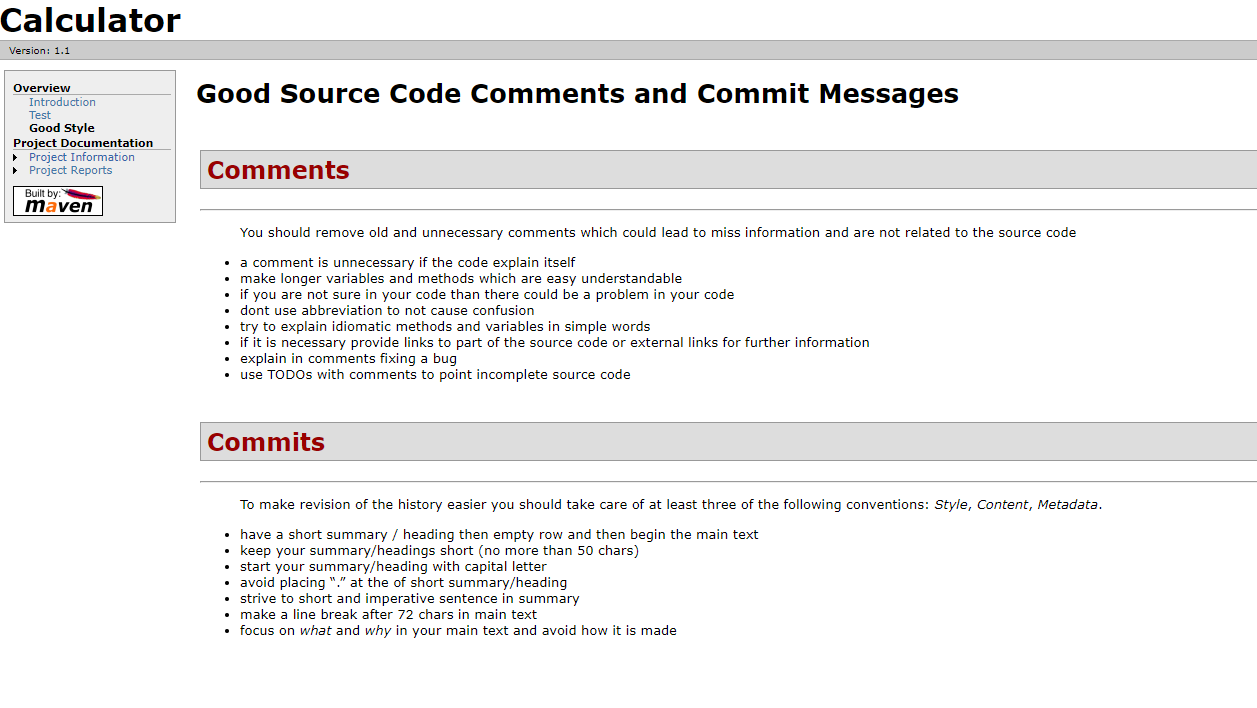 Calculator
Version: 1.1
Overview
Introduction
Test
Good Style
Project Documentation
Project Information
Project Reports
Built by:
maven
Good Source Code Comments and Commit Messages
Comments
You should remove old and unnecessary comments which could lead to miss information and are not related to the source code
• a comment is unnecessary if the code explain itself
• make longer variables and methods which are easy understandable
• if you are not sure in your code than there could be a problem in your code
• dont use abbreviation to not cause confusion
• try to explain idiomatic methods and variables in simple words
• if it is necessary provide links to part of the source code or external links for further information
• explain in comments fixing a bug
• use TODOs with comments to point incomplete source code
Commits
To make revision of the history easier you should take care of at least three of the following conventions: Style, Content, Metadata.
• have a short summary / heading then empty row and then begin the main text
• keep your summary/headings short (no more than 50 chars)
• start your summary/heading with capital letter
• avoid placing “.” at the of short summary/heading
• strive to short and imperative sentence in summary
• make a line break after 72 chars in main text
• focus on what and why in your main text and avoid how it is made